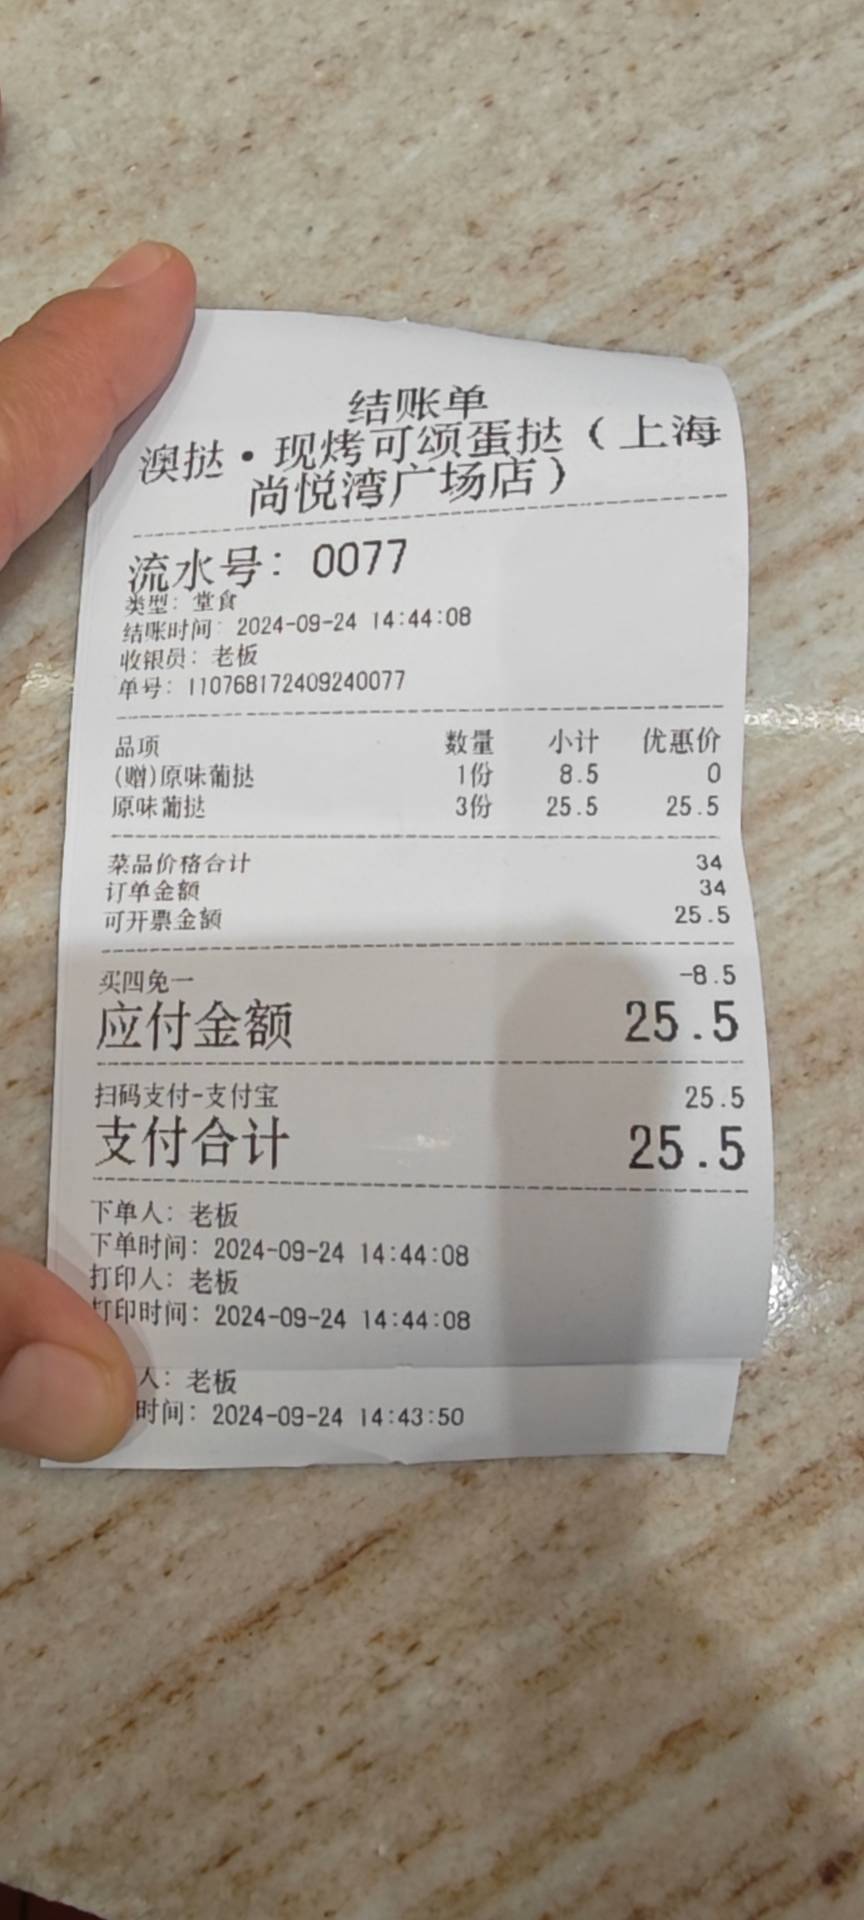 结账单
澳挞·现烤可颂蛋挞（上海
尚悦湾广场店）
流水号：0077
类型：堂食
结账时间：2024-09-24 14:44:08
收银员：老板
单号：110768172409240077
品项 数量 小计 优惠价
(赠)原味葡挞 1份 8.5 0
原味葡挞 3份 25.5 25.5
菜品价格合计 34
订单金额 34
可开票金额 25.5
买四免一 -8.5
应付金额 25.5
扫码支付-支付宝 25.5
支付合计 25.5
下单人：老板
下单时间：2024-09-24 14:44:08
打印人：老板
打印时间：2024-09-24 14:44:08
人：老板
时间：2024-09-24 14:43:50